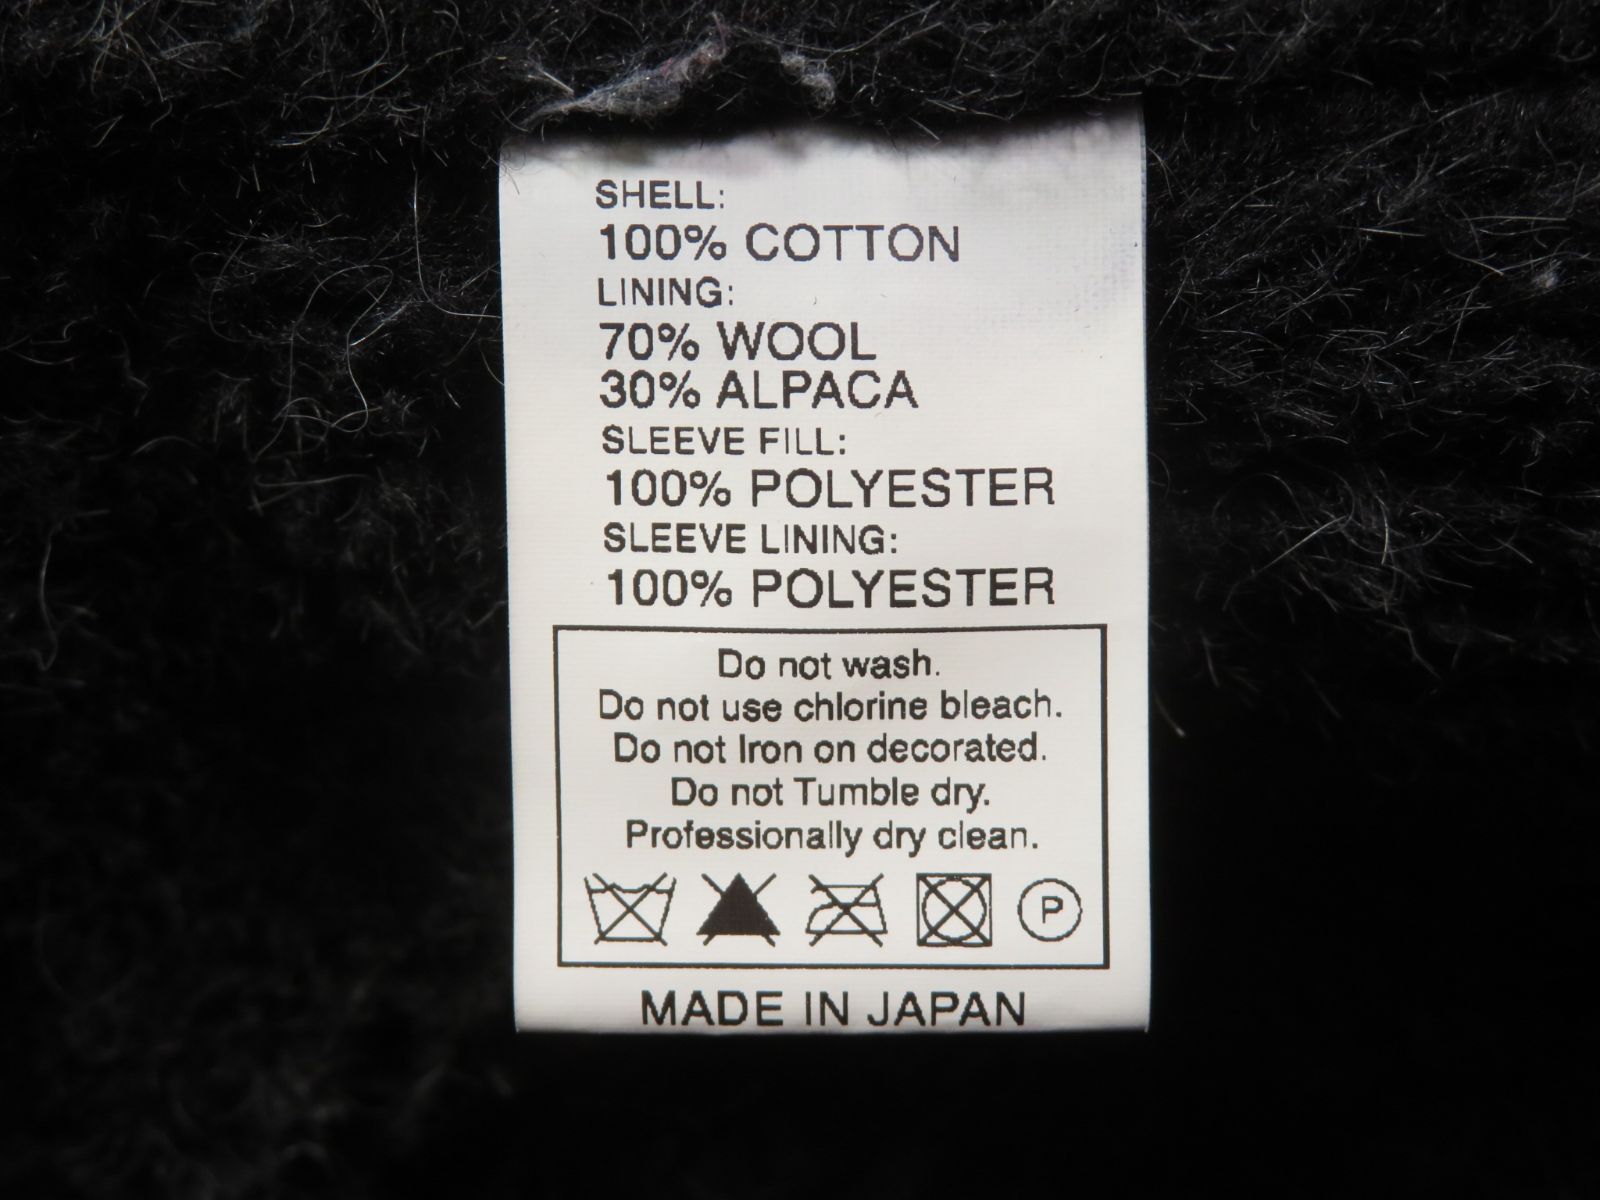 SHELL:
100% COTTON
LINING:
70% WOOL
30% ALPACA
SLEEVE FILL:
100% POLYESTER
SLEEVE LINING:
100% POLYESTER
Do not wash.
Do not use chlorine bleach.
Do not Iron on decorated.
Do not Tumble dry.
Professionally dry clean.
P
MADE IN JAPAN